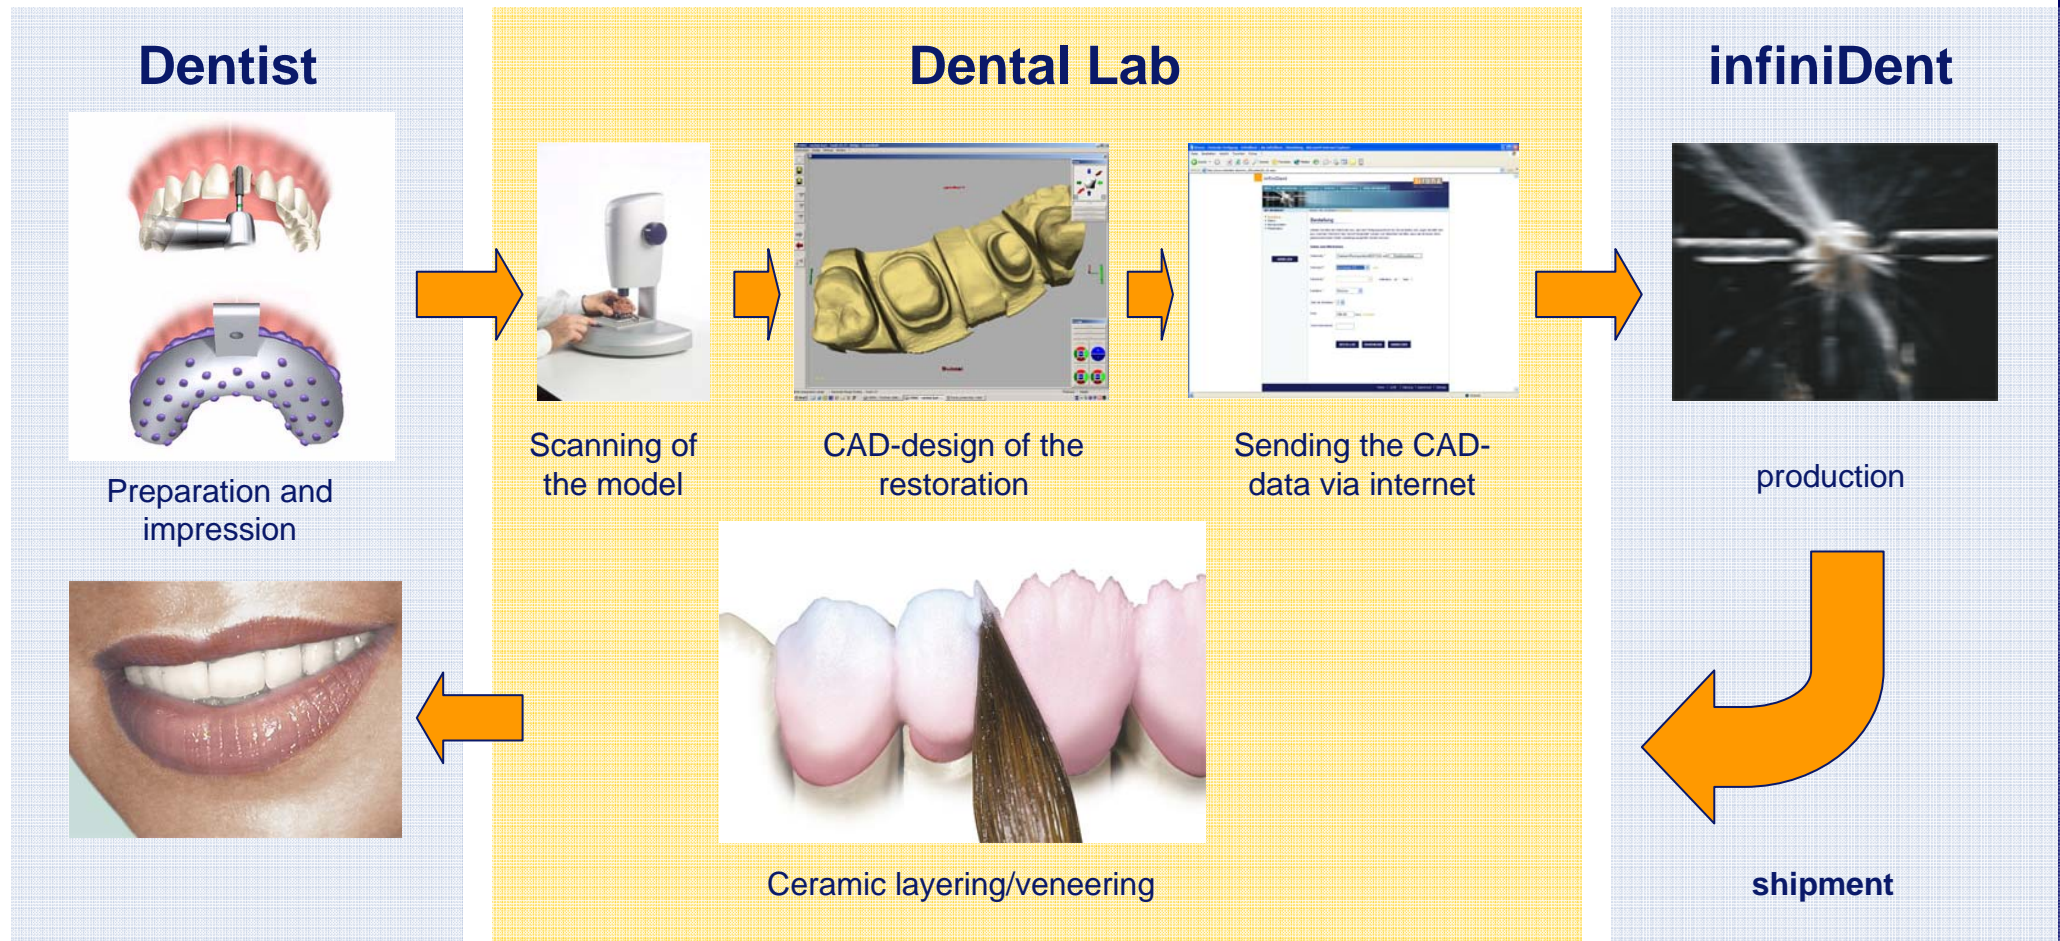 Dentist
Dental Lab
infiniDent
Bestellung
Scanning of
the model
CAD-design of the
restoration
Sending the CAD-
data via internet
production
Preparation and
impression
Ceramic layering/veneering
shipment